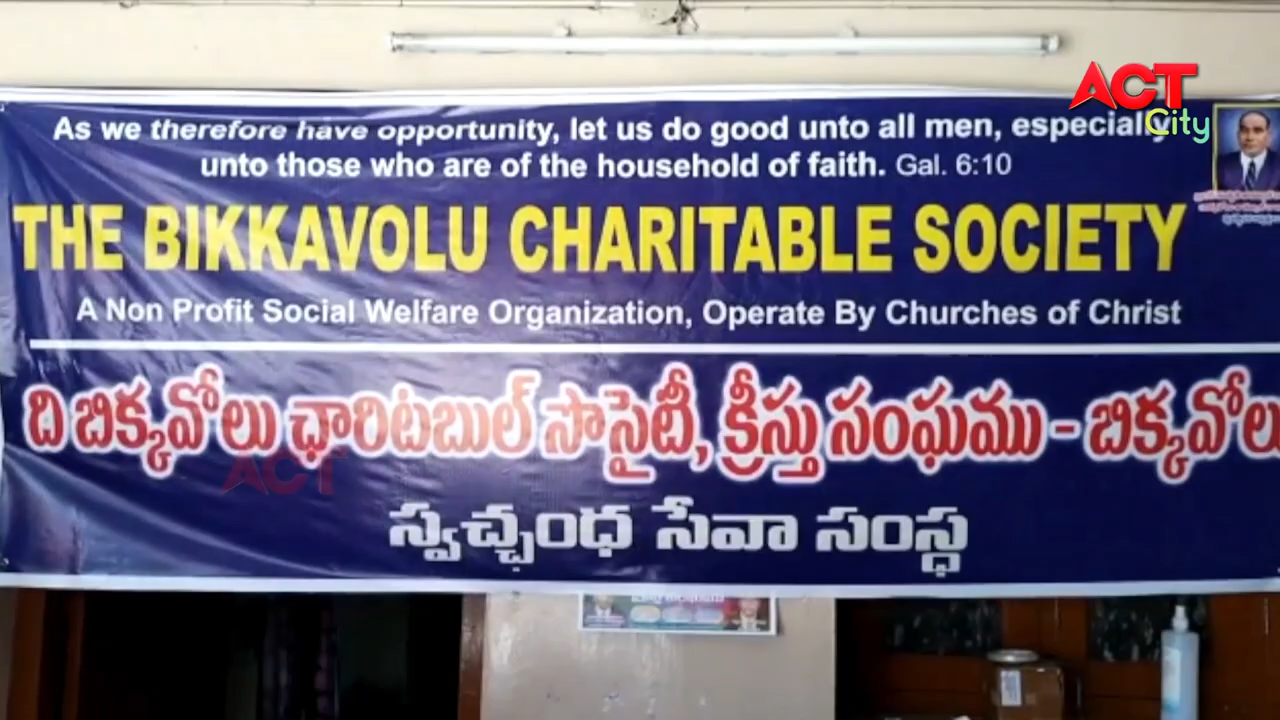 ACT
City
As we therefore have opportunity, let us do good unto all men, especially
unto those who are of the household of faith. Gal. 6:10
THE BIKKAVOLU CHARITABLE SOCIETY
A Non Profit Social Welfare Organization, Operate By Churches of Christ
ది బిక్కవోలు ఛారిటబుల్ సొసైటీ, క్రీస్తు సంఘము - బిక్కవోలు
ACT
స్వచ్ఛంధ సేవా సంస్థ